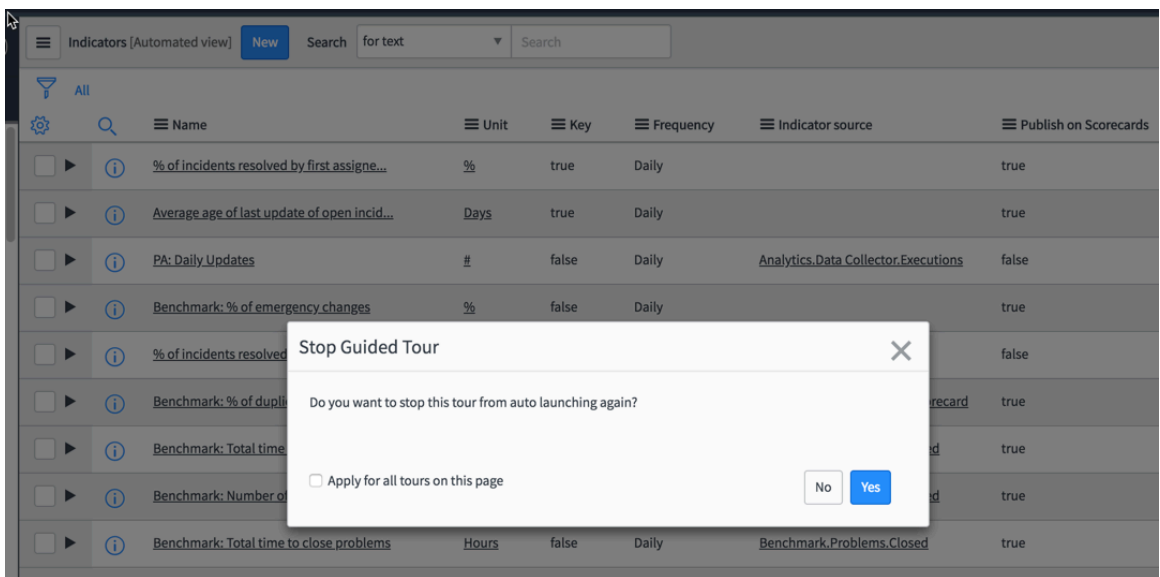 Indicators [Automated view] New Search for text Search
All
Name Unit Key Frequency Indicator source Publish on Scorecards
% of incidents resolved by first assigne... % true Daily true
Average age of last update of open incid... Days true Daily true
PA: Daily Updates # false Daily Analytics.Data Collector.Executions false
Benchmark: % of emergency changes % false Daily true
Stop Guided Tour
% of incidents resolved false
Do you want to stop this tour from auto launching again?
Benchmark: % of dupli recard true
Benchmark: Total time ed true
Apply for all tours on this page No Yes
Benchmark: Number of ed true
Benchmark: Total time to close problems Hours false Daily Benchmark.Problems.Closed true